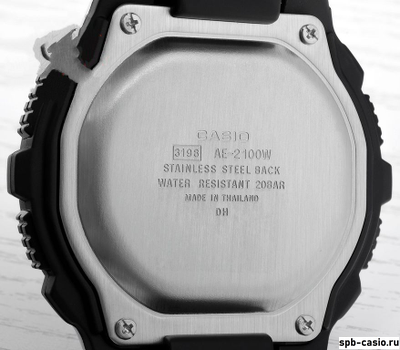 CASIO
3198 AE-2100W
STAINLESS STEEL BACK
WATER RESISTANT 20BAR
MADE IN THAILAND
DH
spb-casio.ru